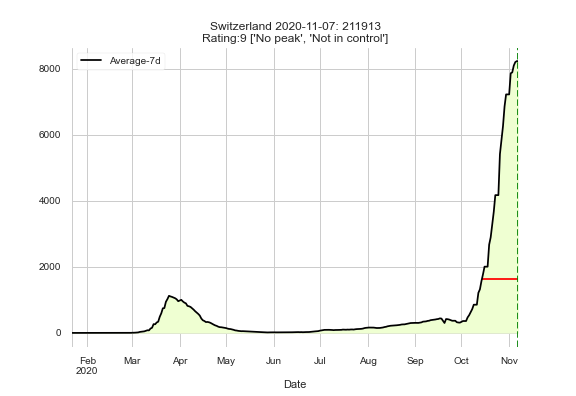 Switzerland 2020-11-07: 211913
Rating:9 ['No peak', 'Not in control']
Average-7d
8000
6000
4000
2000
0
Feb Mar Apr May Jun Jul Aug Sep Oct Nov
2020
Date